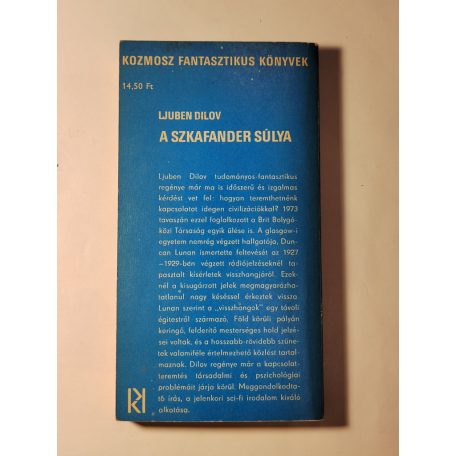 KOZMOSZ FANTASZTIKUS KÖNYVEK
14,50 Ft
LJUBEN DILOV
A SZKAFANDER SÚLYA
Ljuben Dilov tudományos-fantasztikus
regénye már ma is időszerű és izgalmas
kérdést vet fel: hogyan teremthetnénk
kapcsolatot idegen civilizációkkal? 1973
tavaszán ezzel foglalkozott a Brit Bolygó-
közi Társaság egyik ülése is. A glasgow-i
egyetem nemrég végzett hallgatója, Dun-
can Lunan ismertette feltevését az 1927
–1929-ben végzett rádiójelzéseknél ta-
pasztalt kísérletek visszhangjáról. Ezek-
nél a kisugárzott jelek megmagyarázha-
tatlanul nagy késéssel érkeztek vissza.
Lunan szerint a „visszhangok" egy távoli
égitestről származó, Föld körüli pályán
keringő, felderítő mesterséges hold jelzé-
sei voltak, és a hosszabb-rövidebb szüne-
tek valamiféle értelmezhető közlést tartal-
maznak. Dilov regénye már a kapcsolat-
teremtés társadalmi és pszichológiai
problémáit járja körül. Meggondolkodta-
tó írás, a jelenkori sci-fi irodalom kiváló
alkotása.